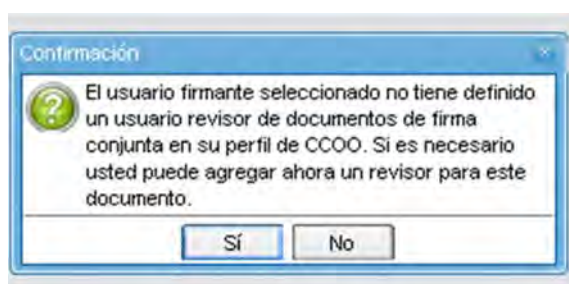 Confirmación
El usuario firmante seleccionado no tiene definido
un usuario revisor de documentos de firma
conjunta en su perfil de CCOO. Si es necesario
usted puede agregar ahora un revisor para este
documento.
Sí
No